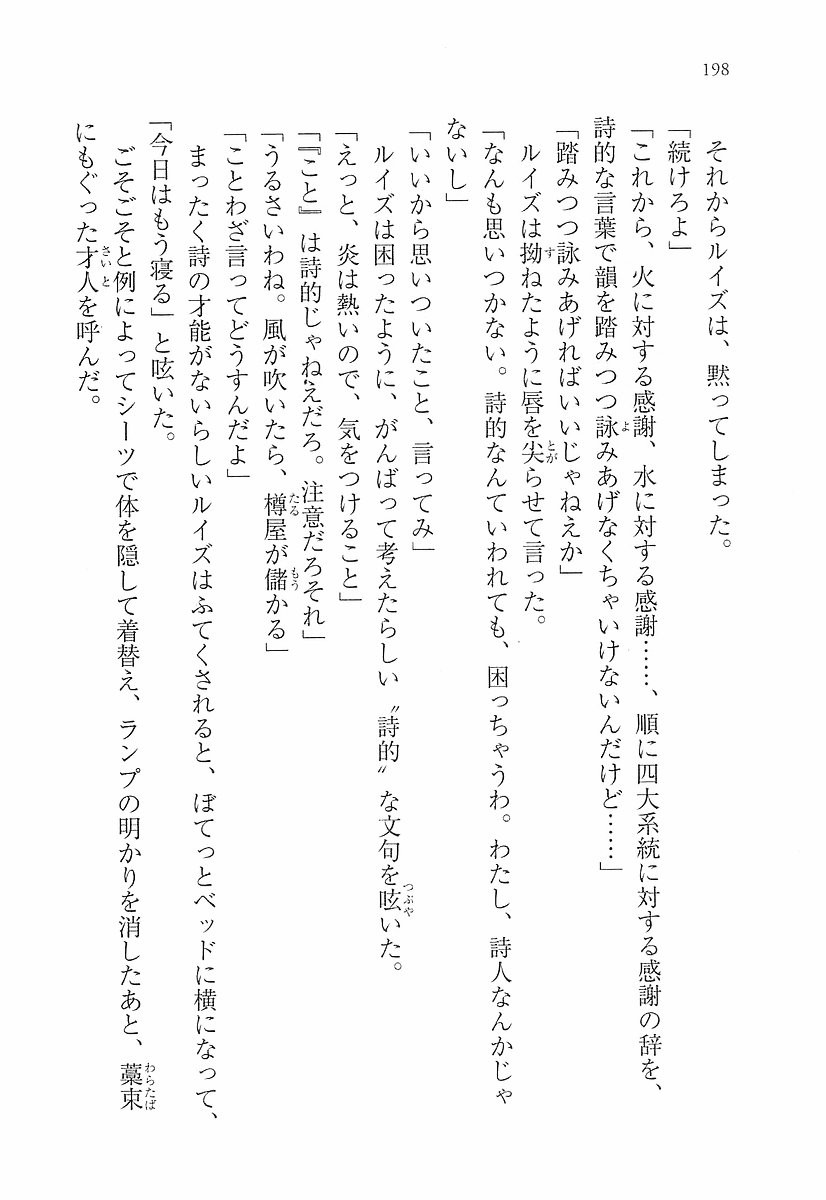 198
それからルイズは、黙ってしまった。
「続けろよ」
「これから、火に対する感謝、水に対する感謝……、順に四大系統に対する感謝の辞を、
詩的な言葉で韻を踏みつつ詠みあげなくちゃいけないんだけど……」
「踏みつつ詠みあげればいいじゃねえか」
ルイズは拗ねたように唇を尖らせて言った。
「なんも思いつかない。詩的なんていわれても、困っちゃうわ。わたし、詩人なんかじゃ
ないし」
「いいから思いついたこと、言ってみ」
ルイズは困ったように、がんばって考えたらしい〝詩的〟な文句を呟いた。
「えっと、炎は熱いので、気をつけること」
「『こと』は詩的じゃねえだろ。注意だろそれ」
「うるさいわね。風が吹いたら、樽屋が儲かる」
「ことわざ言ってどうすんだよ」
まったく詩の才能がないらしいルイズはふてくされると、ぼてっとベッドに横になって、
「今日はもう寝る」と呟いた。
ごそごそと例によってシーツで体を隠して着替え、ランプの明かりを消したあと、藁束
にもぐった才人を呼んだ。